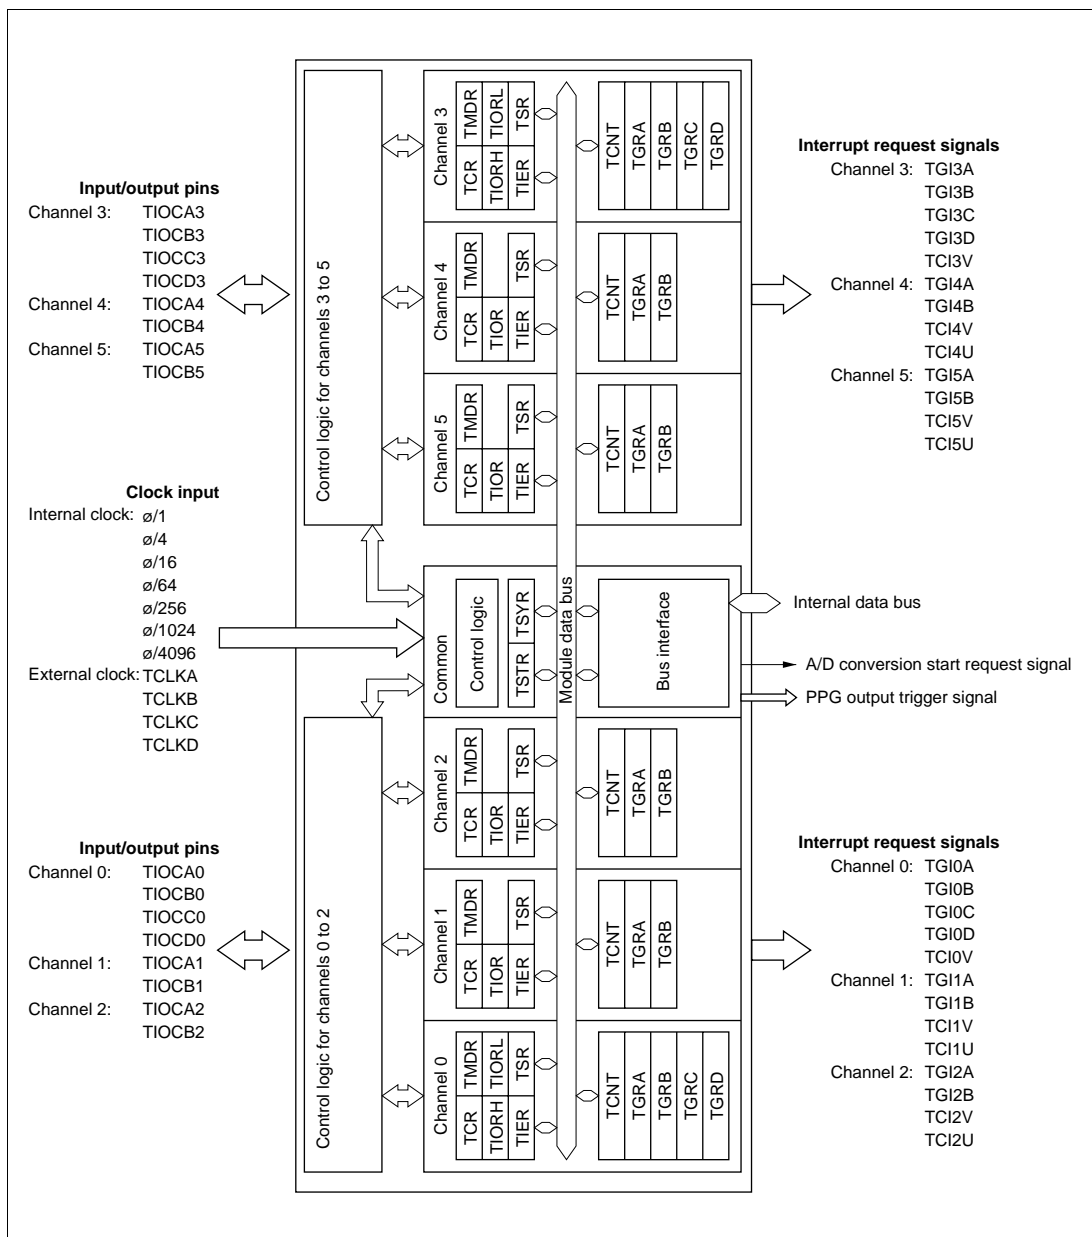 Input/output pins
Channel 3: TIOCA3
TIOCB3
TIOCC3
TIOCD3
Channel 4: TIOCA4
TIOCB4
Channel 5: TIOCA5
TIOCB5
Clock input
Internal clock: ø/1
ø/4
ø/16
ø/64
ø/256
ø/1024
ø/4096
External clock: TCLKA
TCLKB
TCLKC
TCLKD
Input/output pins
Channel 0: TIOCA0
TIOCB0
TIOCC0
TIOCD0
Channel 1: TIOCA1
TIOCB1
Channel 2: TIOCA2
TIOCB2
Control logic for channels 3 to 5
Control logic for channels 0 to 2
Channel 3
TCR TMDR
TIORH TIORL
TIER TSR
TCNT
TGRA
TGRB
TGRC
TGRD
Channel 4
TCR TMDR
TIOR
TIER TSR
TCNT
TGRA
TGRB
Channel 5
TCR TMDR
TIOR
TIER TSR
TCNT
TGRA
TGRB
Common
Control logic
TSTR TSYR
Module data bus
Bus interface
Channel 2
TCR TMDR
TIOR
TIER TSR
TCNT
TGRA
TGRB
Channel 1
TCR TMDR
TIOR
TIER TSR
TCNT
TGRA
TGRB
Channel 0
TCR TMDR
TIORH TIORL
TIER TSR
TCNT
TGRA
TGRB
TGRC
TGRD
Interrupt request signals
Channel 3: TGI3A
TGI3B
TGI3C
TGI3D
TCI3V
Channel 4: TGI4A
TGI4B
TCI4V
TCI4U
Channel 5: TGI5A
TGI5B
TCI5V
TCI5U
Internal data bus
A/D conversion start request signal
PPG output trigger signal
Interrupt request signals
Channel 0: TGI0A
TGI0B
TGI0C
TGI0D
TCI0V
Channel 1: TGI1A
TGI1B
TCI1V
TCI1U
Channel 2: TGI2A
TGI2B
TCI2V
TCI2U